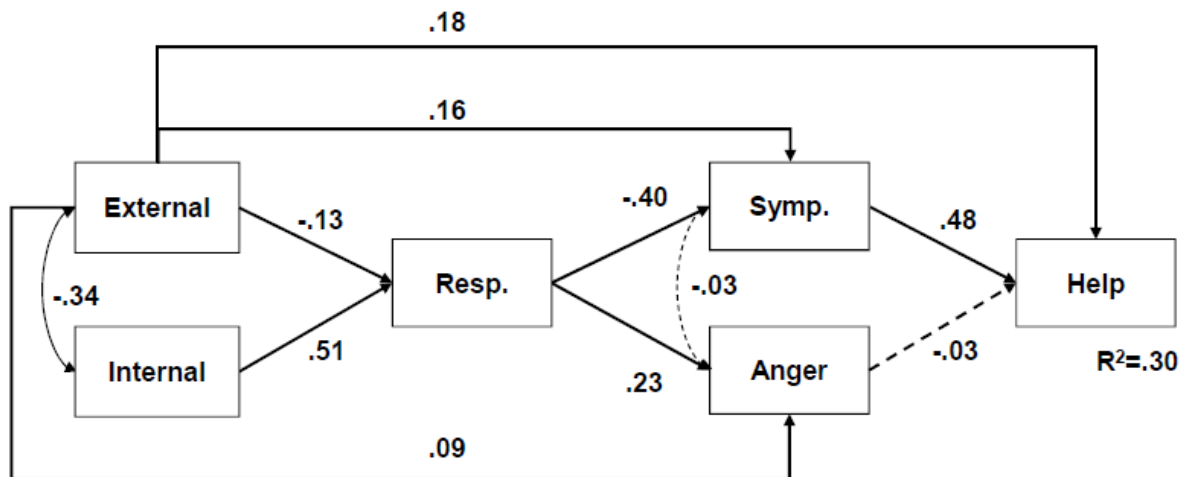 .18
.16
External
-.13
-.40
Symp.
.48
-.34
Resp.
-.03
Help
Internal
.51
.23
Anger
-.03
R²=.30
.09